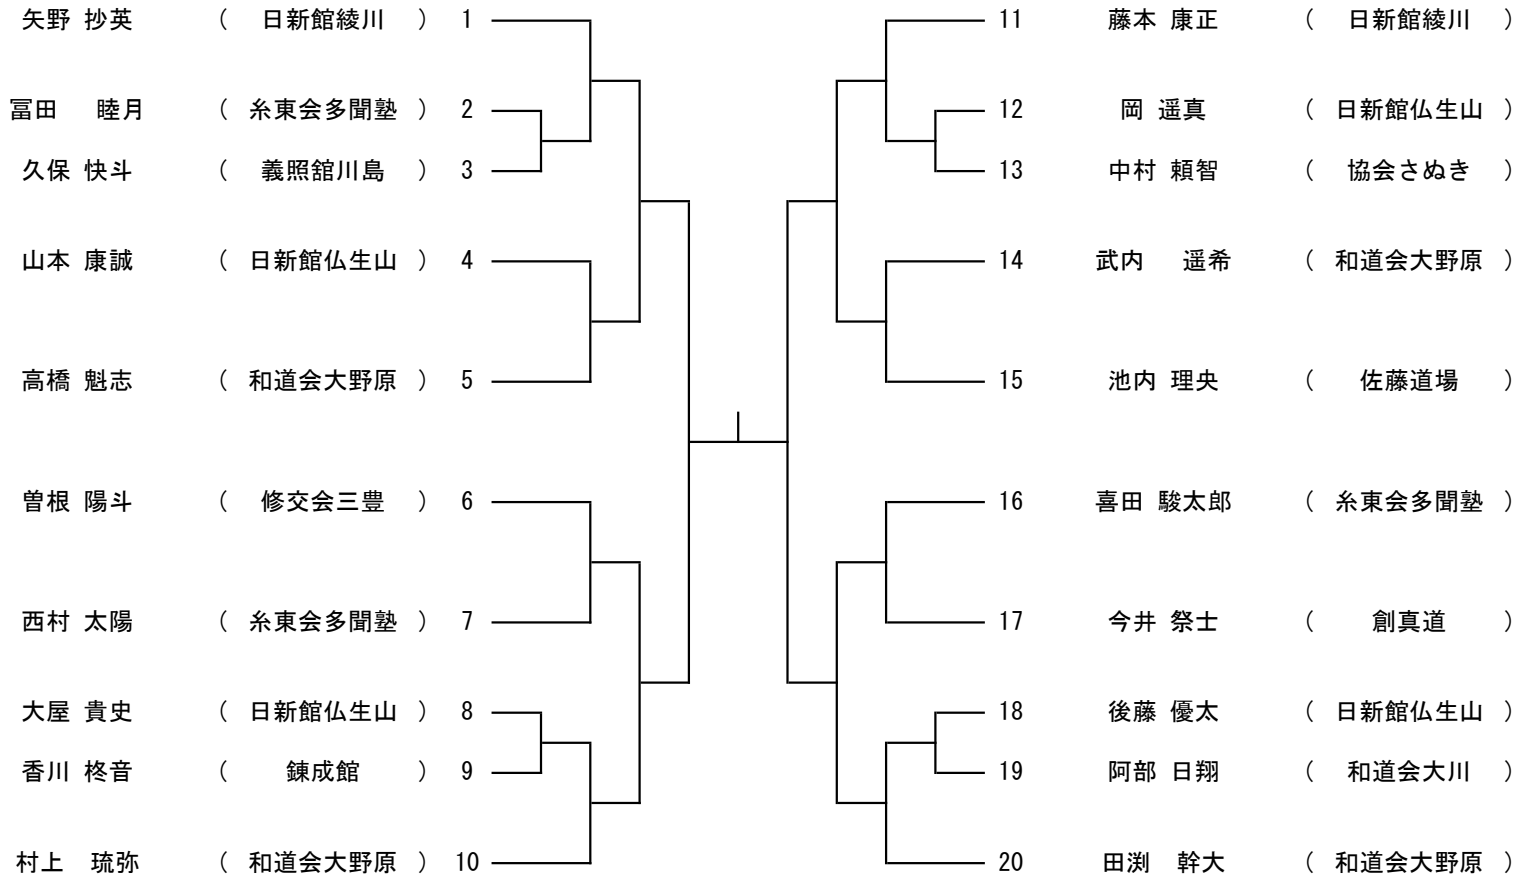 矢野 抄英 ( 日新館綾川 ) 1
冨田 睦月 ( 糸東会多聞塾 ) 2
久保 快斗 ( 義照舘川島 ) 3
山本 康誠 ( 日新館仏生山 ) 4
高橋 魁志 ( 和道会大野原 ) 5
曽根 陽斗 ( 修交会三豊 ) 6
西村 太陽 ( 糸東会多聞塾 ) 7
大屋 貴史 ( 日新館仏生山 ) 8
香川 柊音 ( 錬成館 ) 9
村上 琉弥 ( 和道会大野原 ) 10
11 藤本 康正 ( 日新館綾川 )
12 岡 遥真 ( 日新館仏生山 )
13 中村 頼智 ( 協会さぬき )
14 武内 遥希 ( 和道会大野原 )
15 池内 理央 ( 佐藤道場 )
16 喜田 駿太郎 ( 糸東会多聞塾 )
17 今井 祭士 ( 創真道 )
18 後藤 優太 ( 日新館仏生山 )
19 阿部 日翔 ( 和道会大川 )
20 田渕 幹大 ( 和道会大野原 )